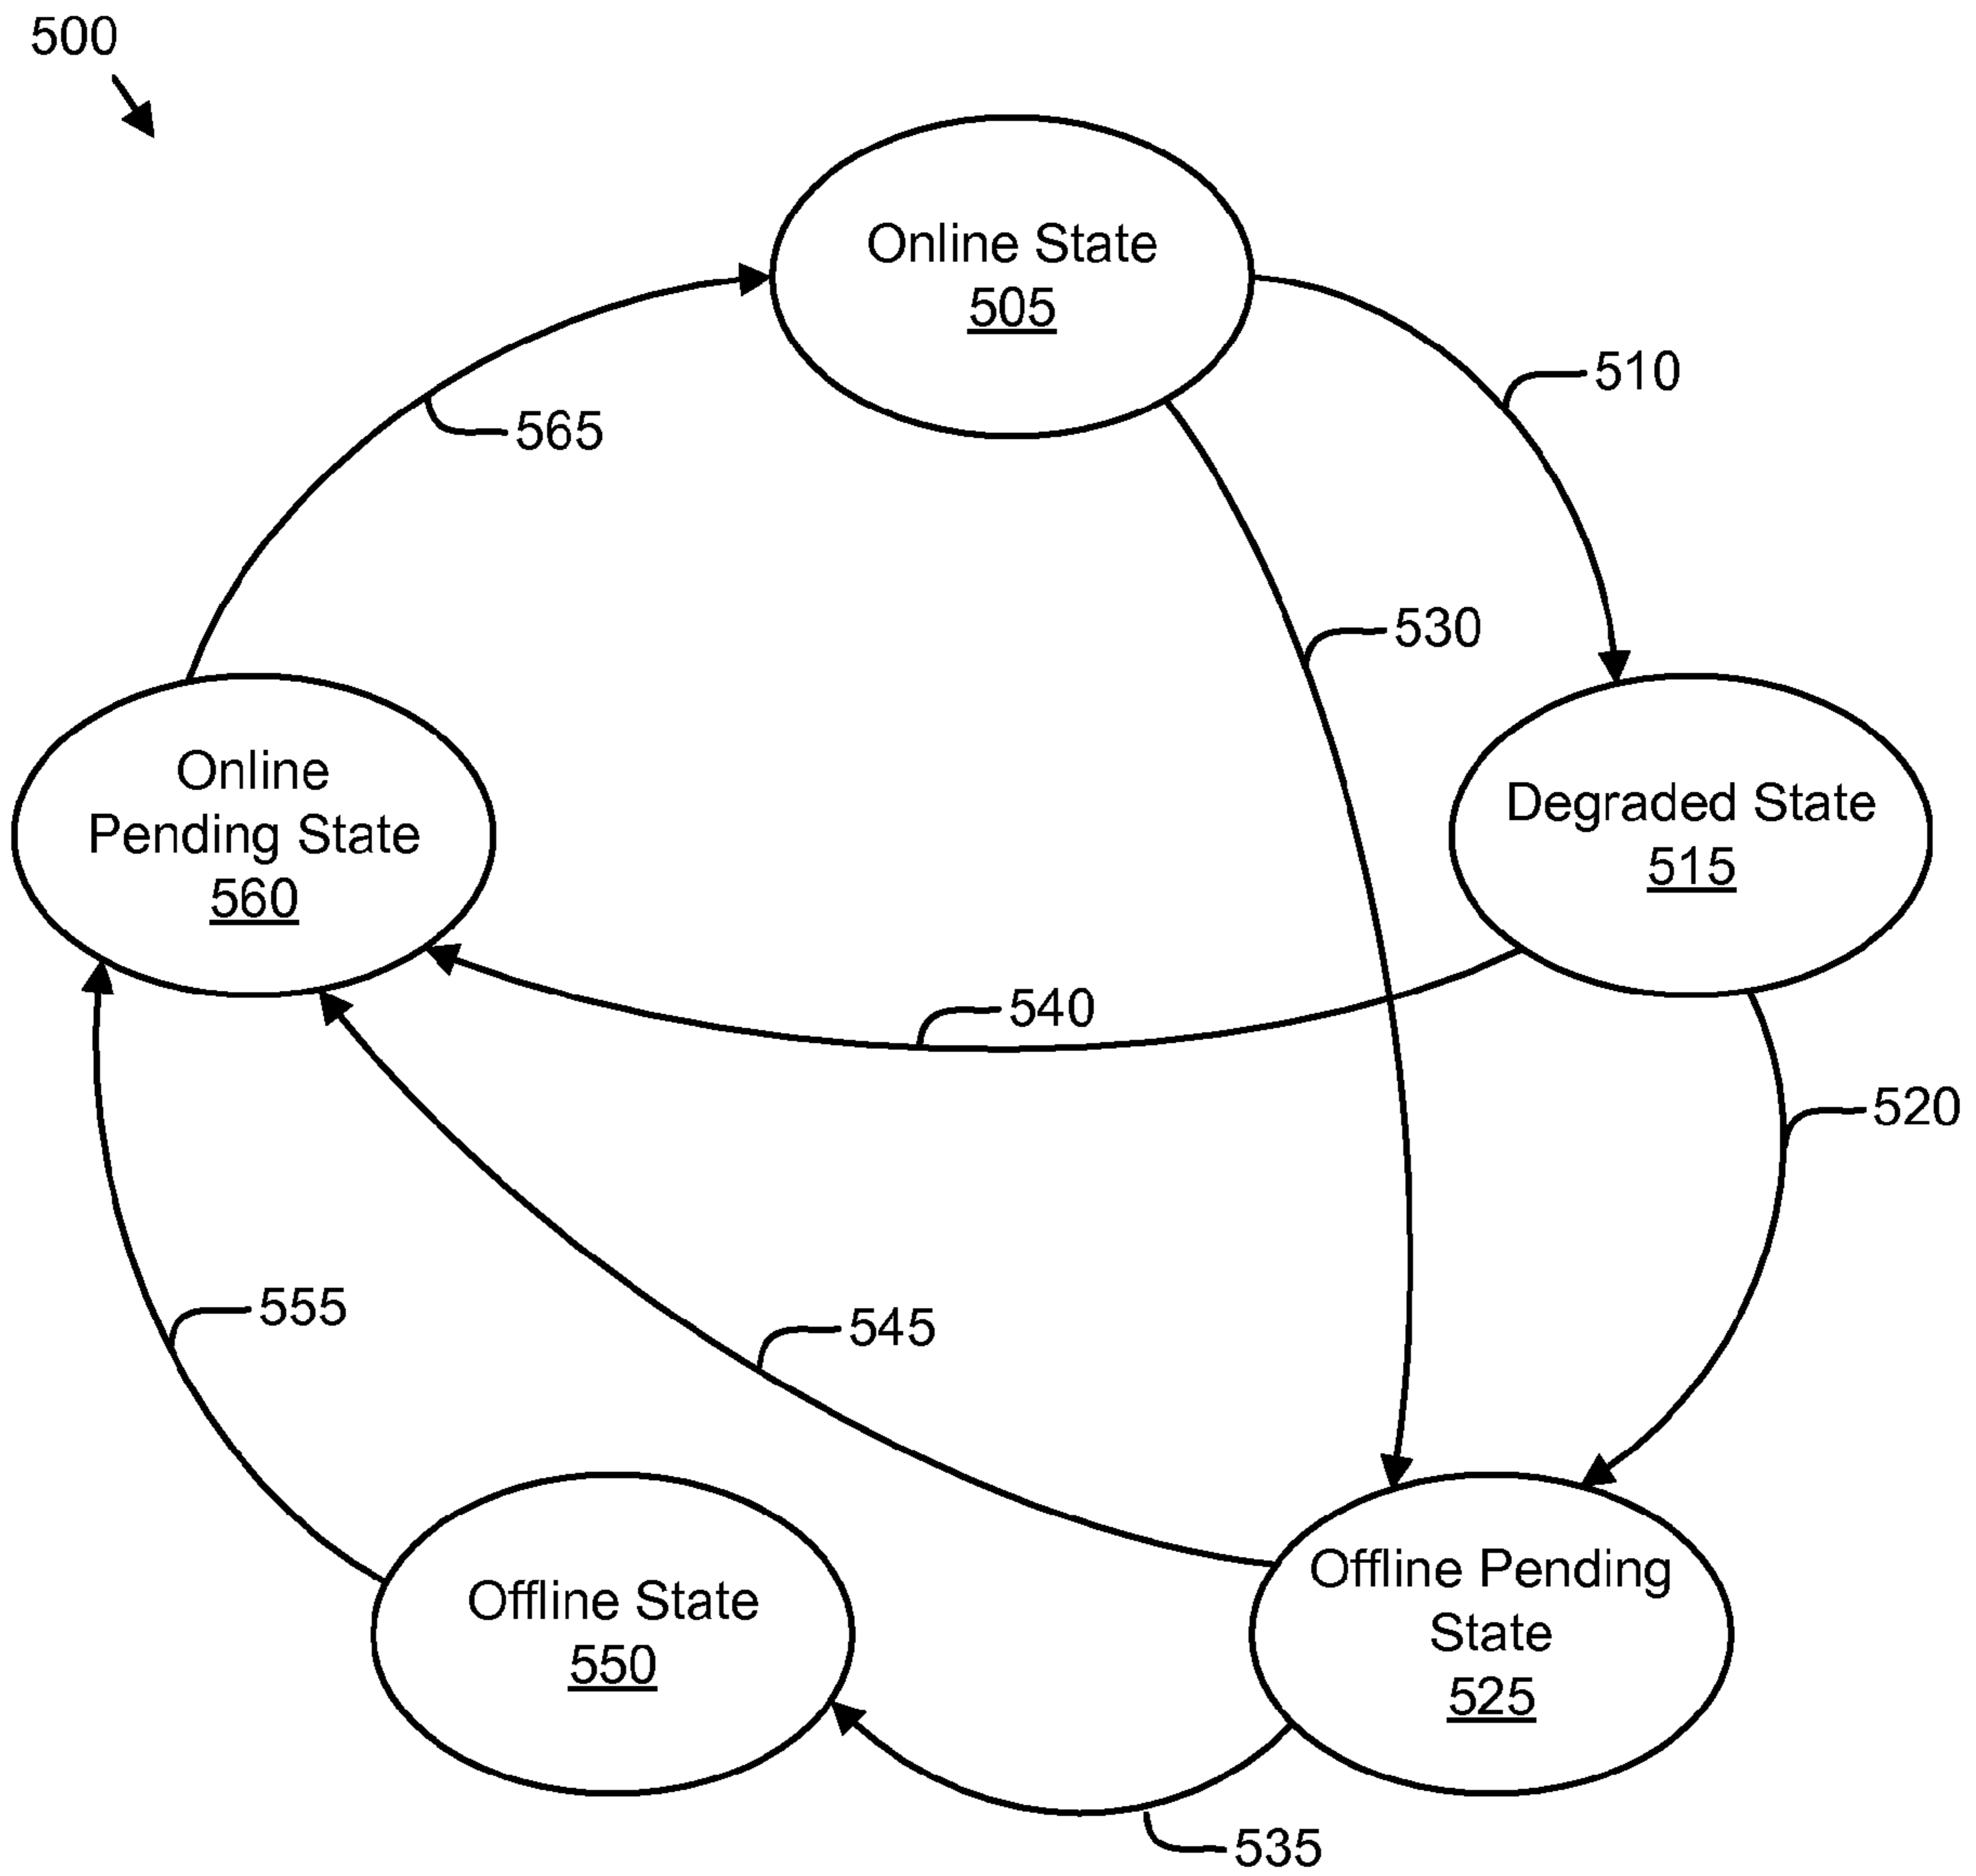 500
Online State
505
510
565
530
Online
Pending State
560
Degraded State
515
540
520
555
545
Offline State
550
Offline Pending
State
525
535